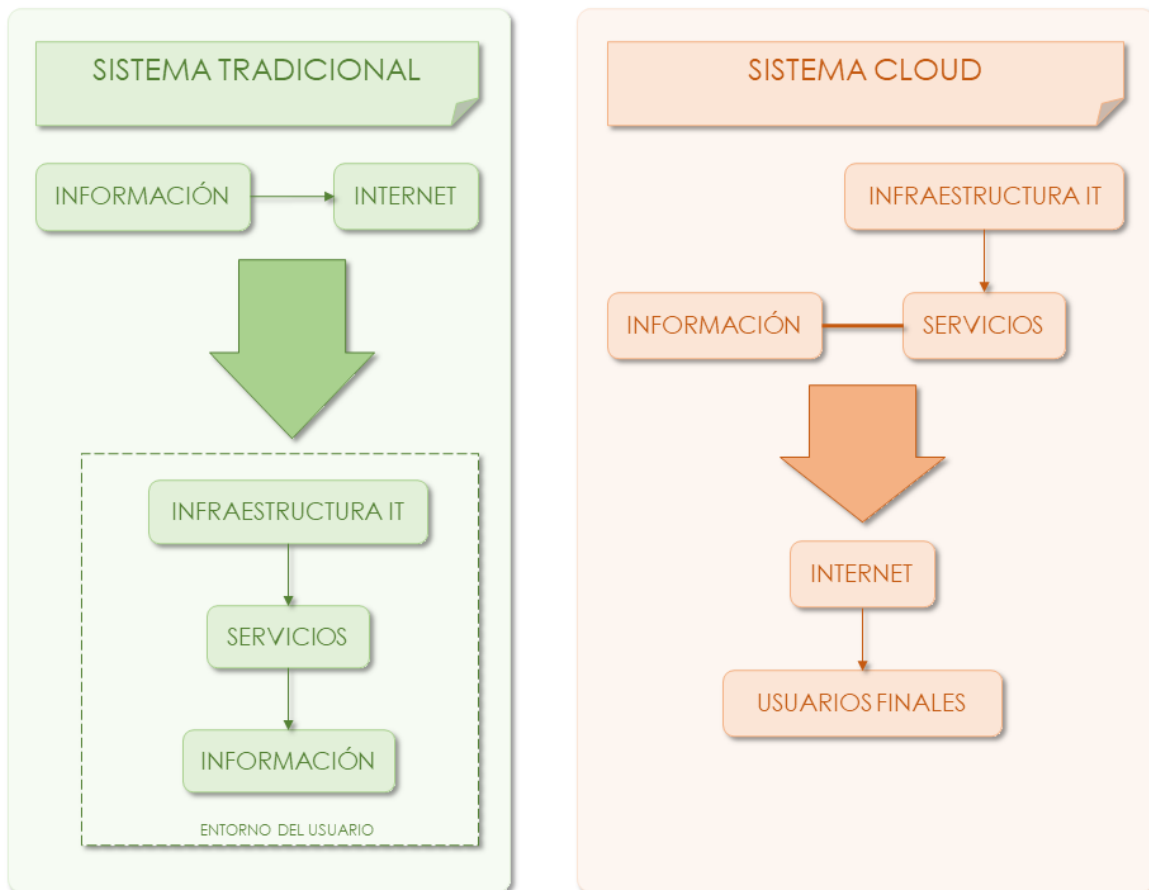 SISTEMA TRADICIONAL
INFORMACIÓN
INTERNET
INFRAESTRUCTURA IT
SERVICIOS
INFORMACIÓN
ENTORNO DEL USUARIO
SISTEMA CLOUD
INFRAESTRUCTURA IT
INFORMACIÓN
SERVICIOS
INTERNET
USUARIOS FINALES